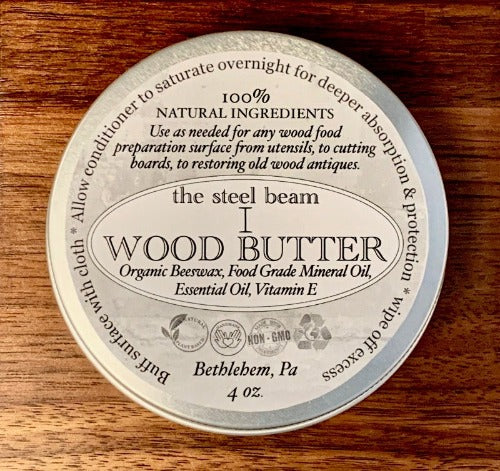 Buff surface with cloth * Allow conditioner to saturate overnight for deeper absorption & protection * wipe off excess
100%
NATURAL INGREDIENTS
Use as needed for any wood food
preparation surface from utensils, to cutting
boards, to restoring old wood antiques.
the steel beam
I
WOOD BUTTER
Organic Beeswax, Food Grade Mineral Oil,
Essential Oil, Vitamin E
NON-GMO
Bethlehem, Pa
4 oz.